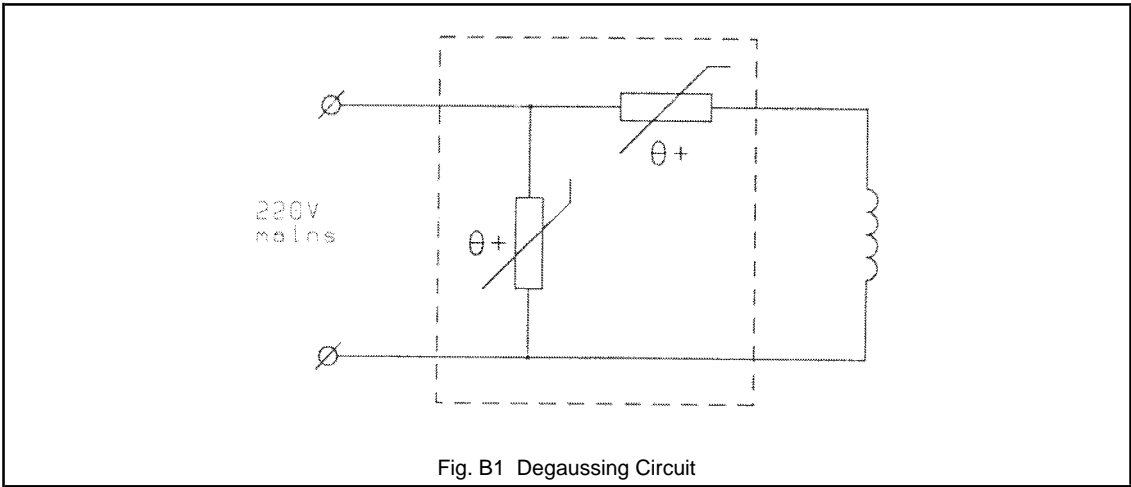 θ+
θ+
220V
mains
Fig. B1 Degaussing Circuit